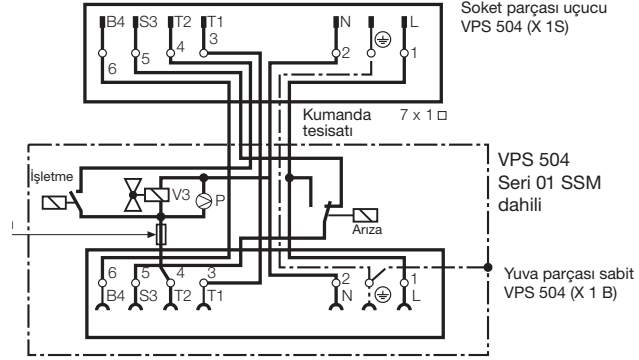 Soket parçası uçucu
VPS 504 (X 1S)
B4 S3 T2 T1 N L
6 5 4 3 2 1
Kumanda
tesisatı
7 x 1
VPS 504
Seri 01 SSM
dahili
İşletme
V3
P
Arıza
6 5 4 3 2 1
B4 S3 T2 T1 N L
Yuva parçası sabit
VPS 504 (X 1 B)